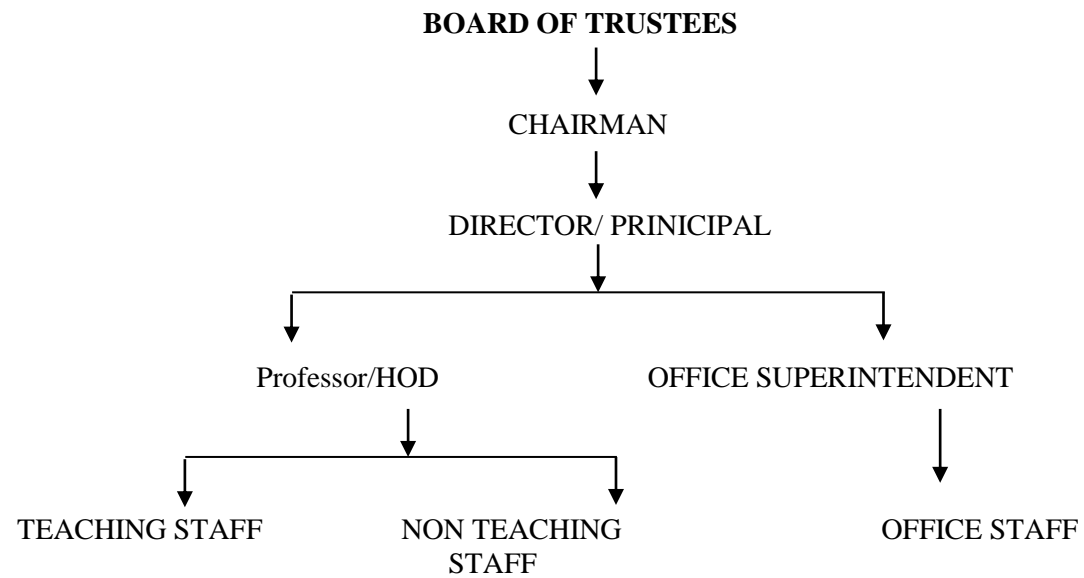 BOARD OF TRUSTEES
CHAIRMAN
DIRECTOR/ PRINICIPAL
Professor/HOD
OFFICE SUPERINTENDENT
TEACHING STAFF
NON TEACHING
STAFF
OFFICE STAFF